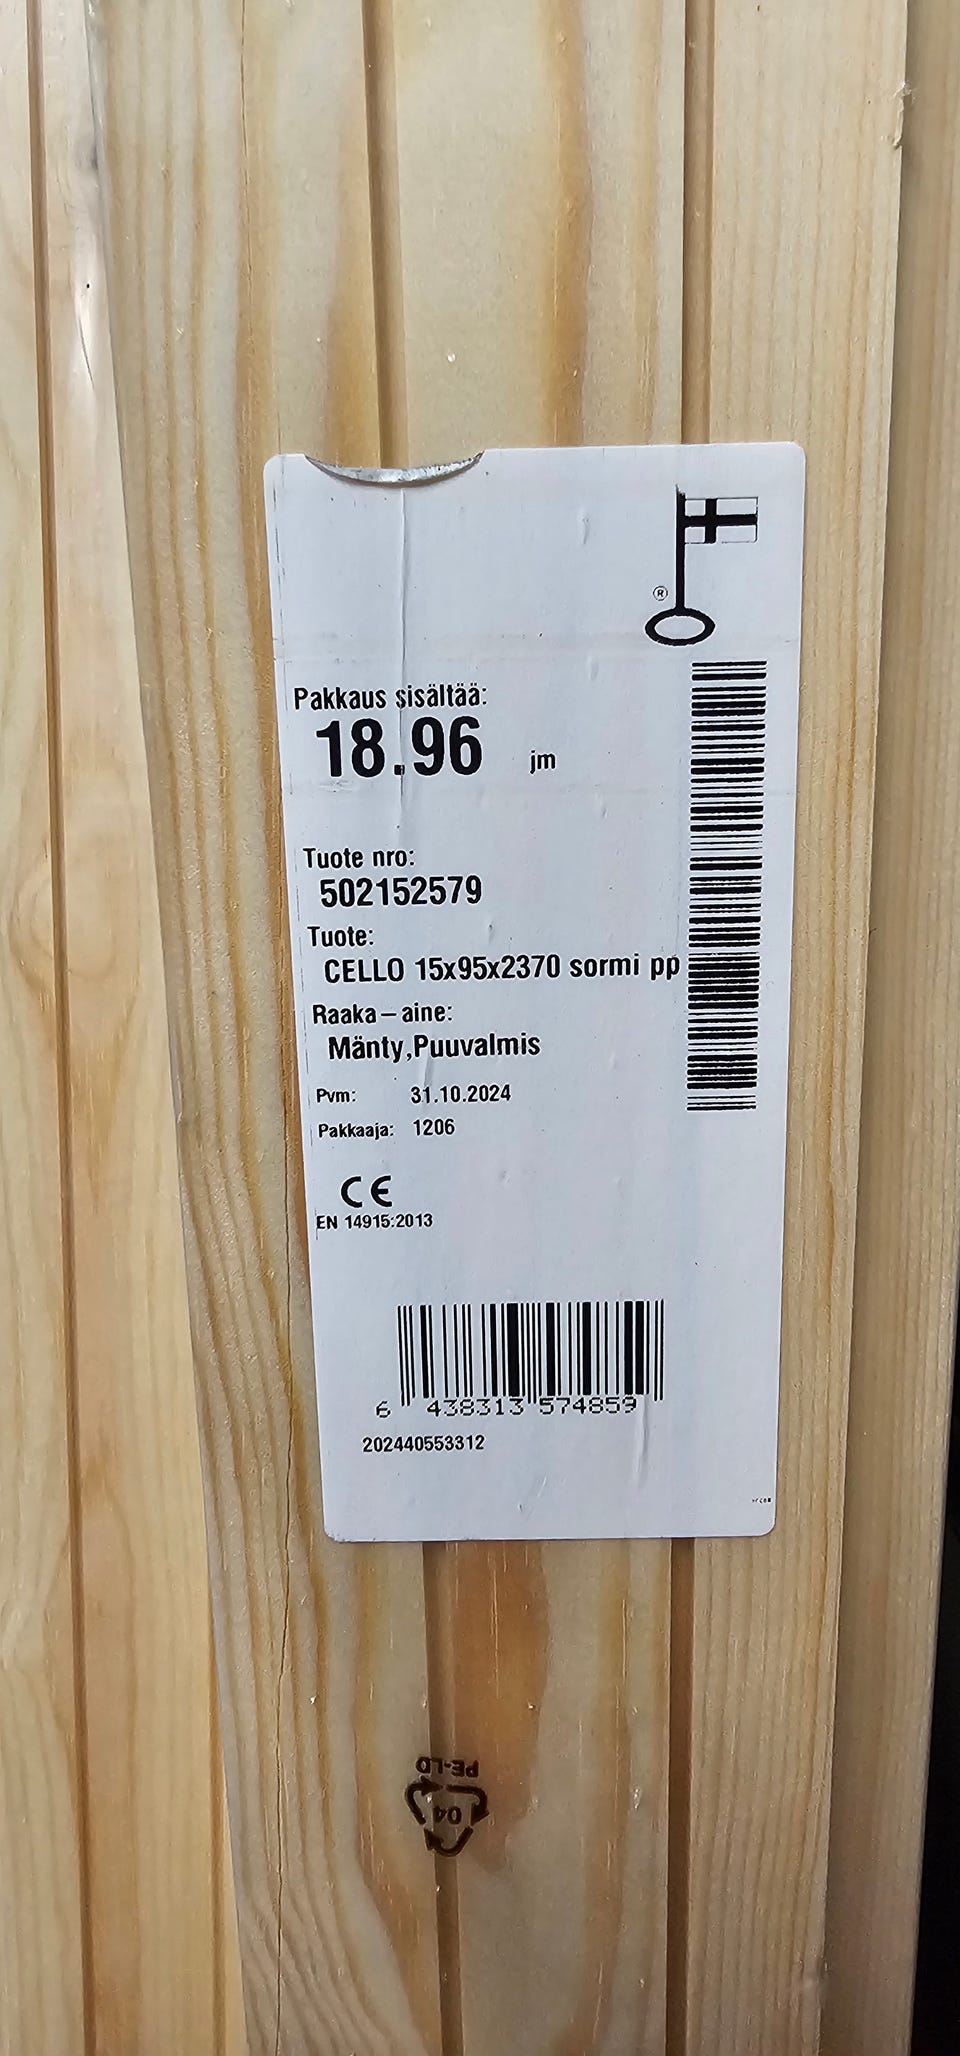 ®
Pakkaus sisältää:
18.96 jm
Tuote nro:
502152579
Tuote:
CELLO 15x95x2370 sormi pp
Raaka-aine:
Mänty,Puuvalmis
Pvm: 31.10.2024
Pakkaaja: 1206
CE
EN 14915:2013
6 438313 574859
202440553312
PE-LD
04